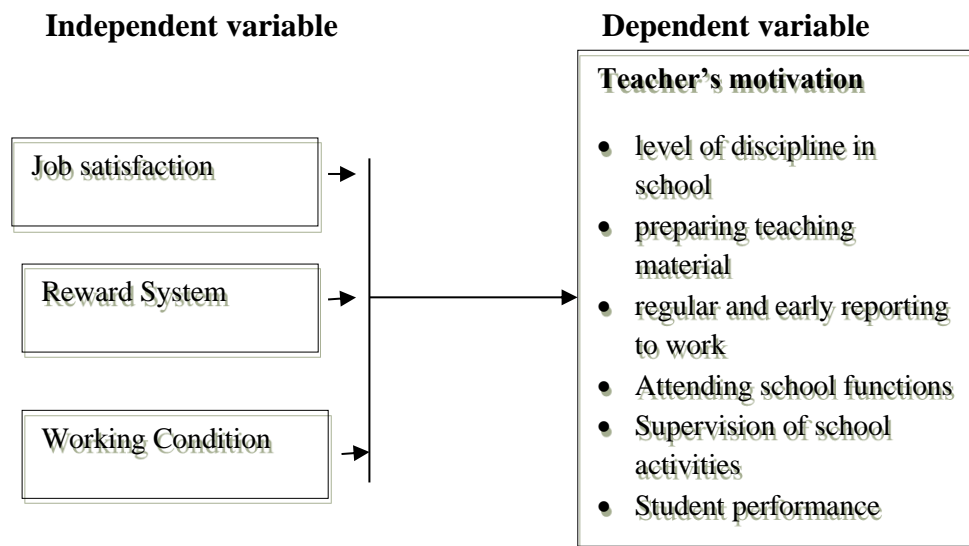 Independent variable
Dependent variable
Job satisfaction
Reward System
Working Condition
Teacher’s motivation
• level of discipline in
school
• preparing teaching
material
• regular and early reporting
to work
• Attending school functions
• Supervision of school
activities
• Student performance